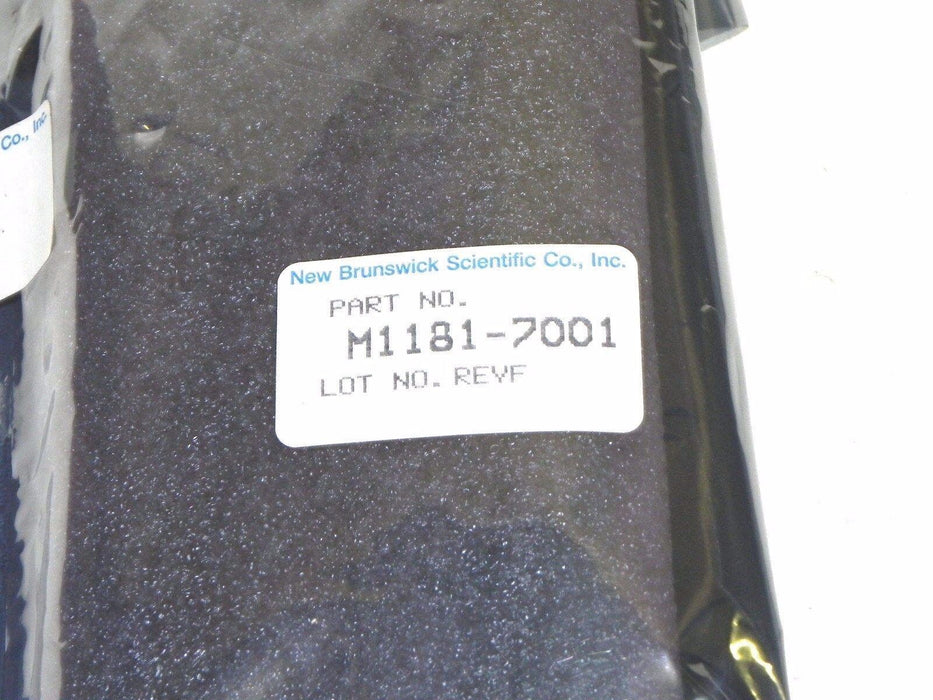 Co., Inc.
New Brunswick Scientific Co., Inc.
PART NO.
M1181-7001
LOT NO. REVF